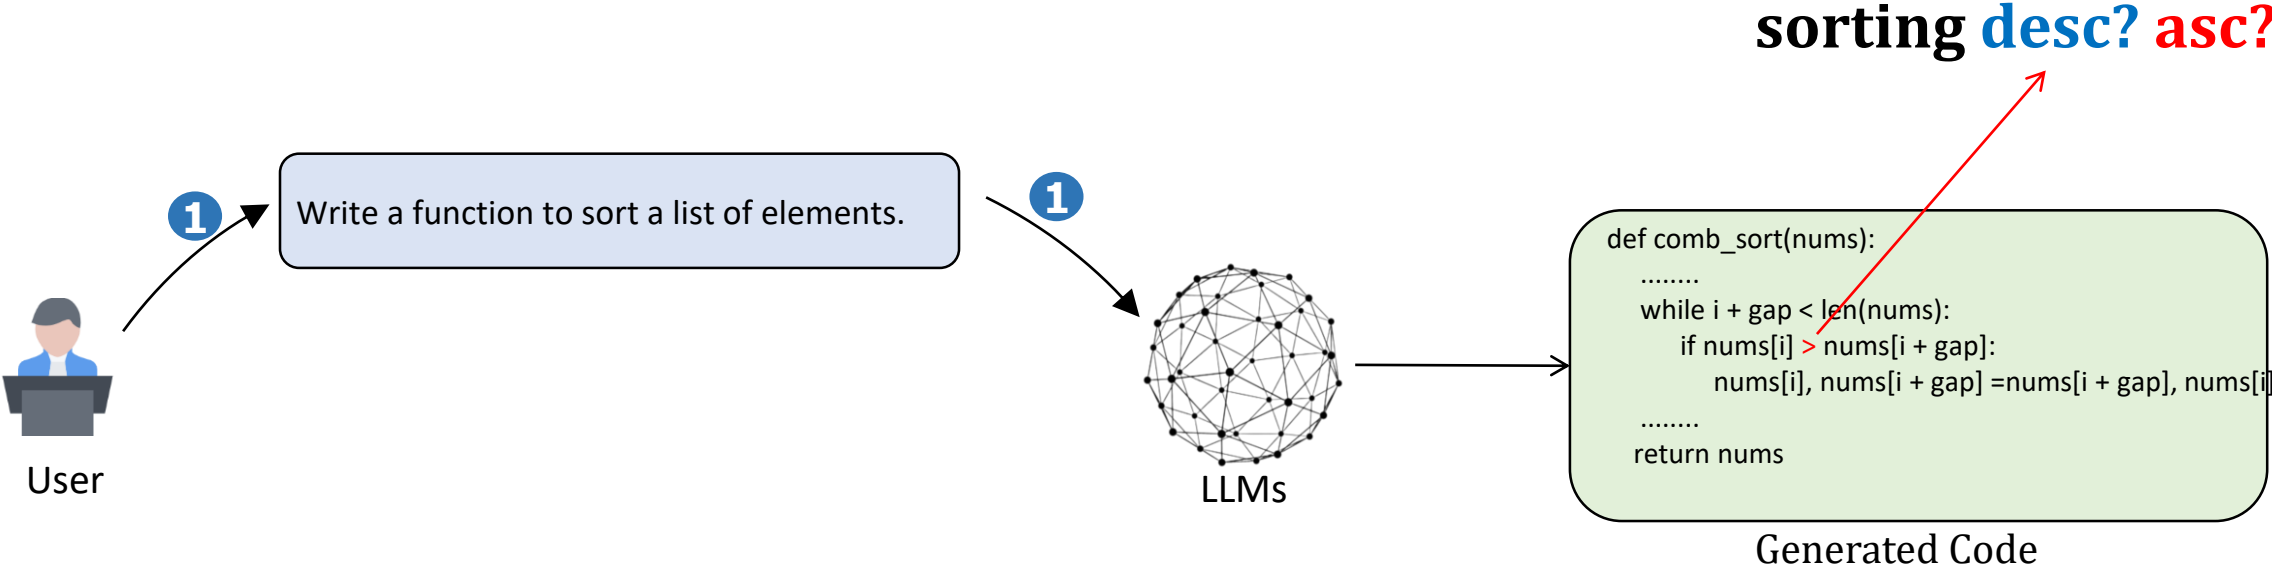 sorting desc? asc?
1
Write a function to sort a list of elements.
1
User
LLMs
def comb_sort(nums):
........
while i + gap < len(nums):
if nums[i] > nums[i + gap]:
nums[i], nums[i + gap] =nums[i + gap], nums[i]
........
return nums
Generated Code